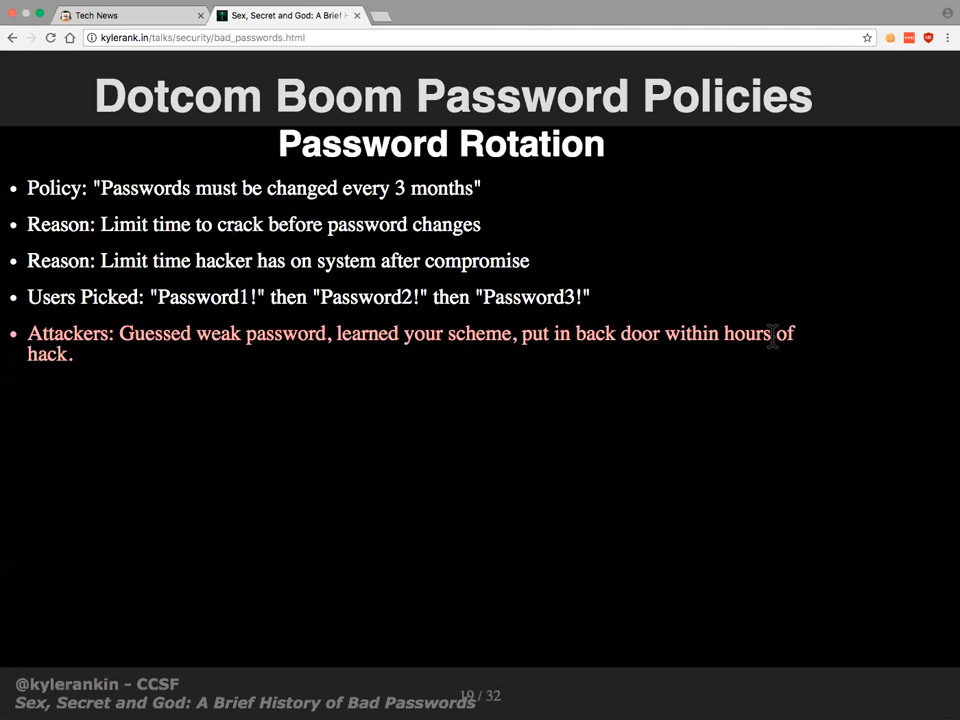 Tech News
Sex, Secret and God: A Brief H
kylerank.in/talks/security/bad_passwords.html
Dotcom Boom Password Policies
Password Rotation
• Policy: "Passwords must be changed every 3 months"
• Reason: Limit time to crack before password changes
• Reason: Limit time hacker has on system after compromise
• Users Picked: "Password1!" then "Password2!" then "Password3!"
• Attackers: Guessed weak password, learned your scheme, put in back door within hours of
hack.
@kylerankin - CCSF
Sex, Secret and God: A Brief History of Bad Passwords
19 / 32